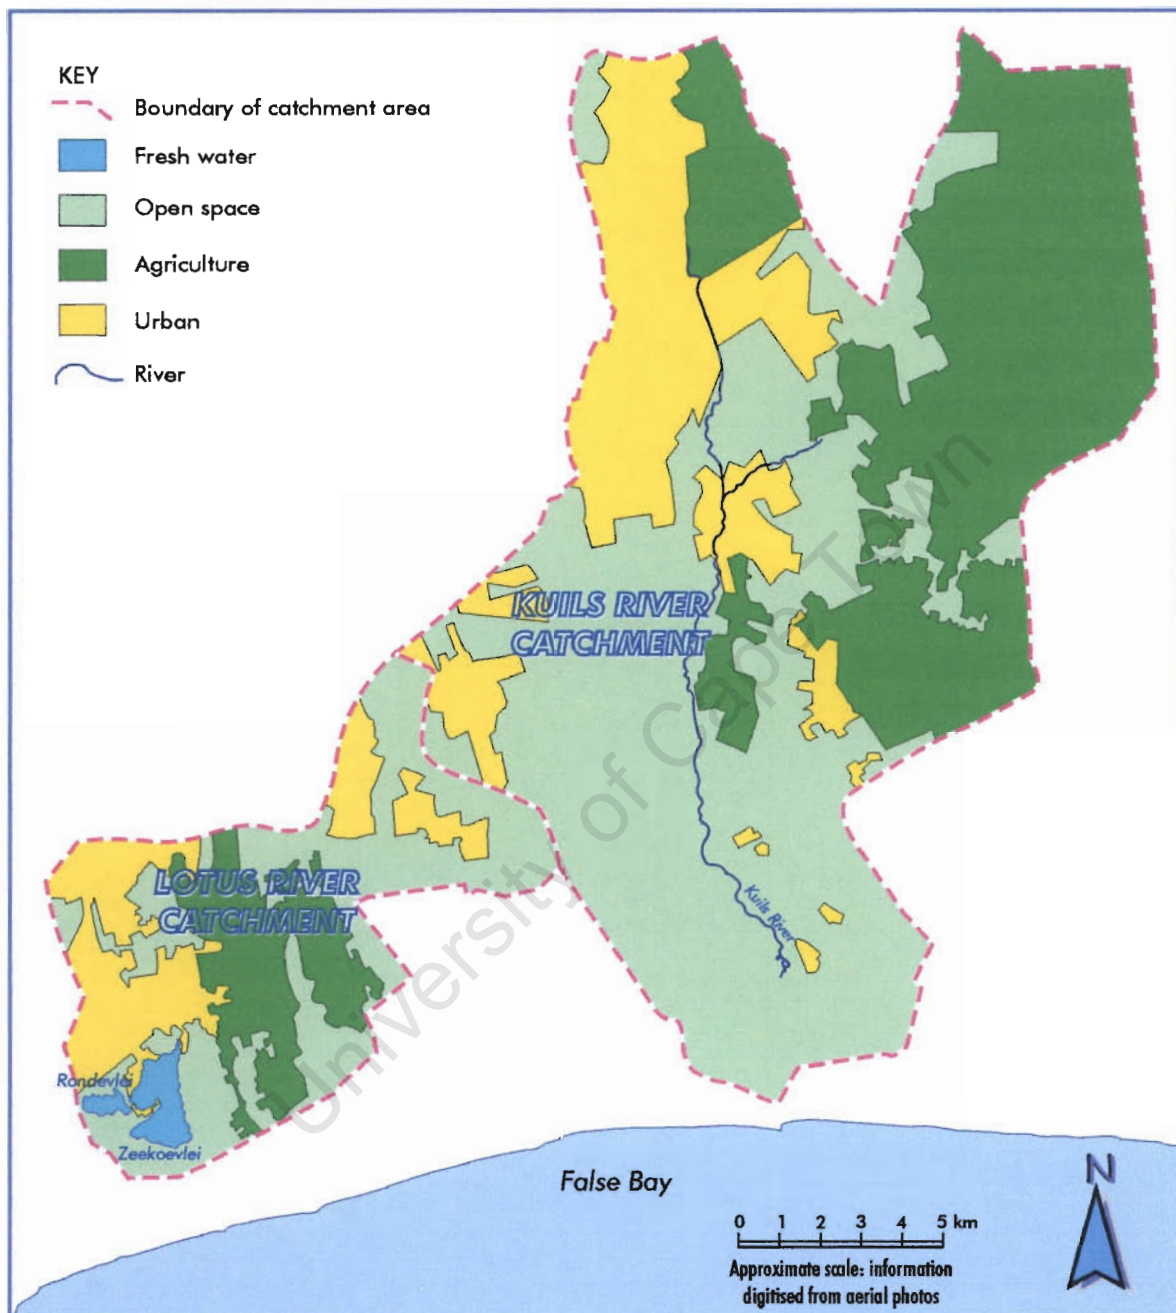 KEY
Boundary of catchment area
Fresh water
Open space
Agriculture
Urban
River
KUILS RIVER
CATCHMENT
LOTUS RIVER
CATCHMENT
Kuils River
Rondevlei
Zeekoevlei
False Bay
0 1 2 3 4 5 km
Approximate scale: information
digitised from aerial photos
N
University of Cape Town